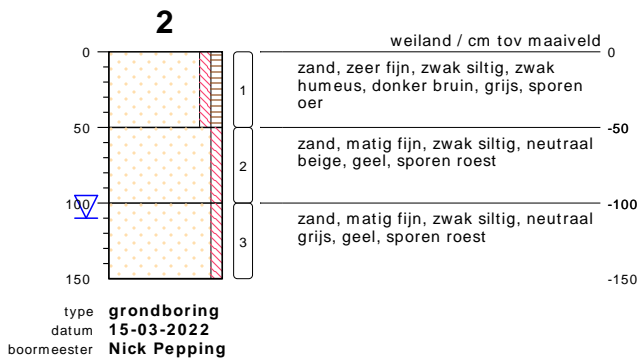 2
weiland / cm tov maaiveld
0
0
1
zand, zeer fijn, zwak siltig, zwak
humeus, donker bruin, grijs, sporen
oer
50
-50
2
zand, matig fijn, zwak siltig, neutraal
beige, geel, sporen roest
100
-100
3
zand, matig fijn, zwak siltig, neutraal
grijs, geel, sporen roest
150
-150
type grondboring
datum 15-03-2022
boormeester Nick Pepping